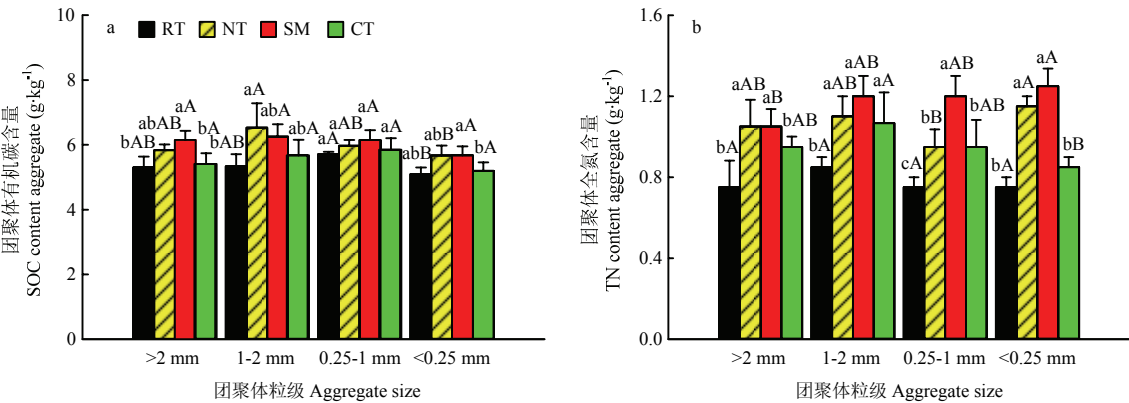 a
RT NT SM CT
团聚体有机碳含量
SOC content aggregate (g·kg⁻¹)
10
8
6
4
2
0
bAB abAB aA bA
bAB aA abA abA
aA aA aA aA
abB abB aA bA
>2 mm 1-2 mm 0.25-1 mm <0.25 mm
团聚体粒级 Aggregate size
b
团聚体全氮含量
TN content aggregate (g·kg⁻¹)
1.6
1.2
0.8
0.4
0.0
bA aAB aB bAB
bA aAB aAB aA
cA bB aAB bAB
bA aA aA bB
>2 mm 1-2 mm 0.25-1 mm <0.25 mm
团聚体粒级 Aggregate size